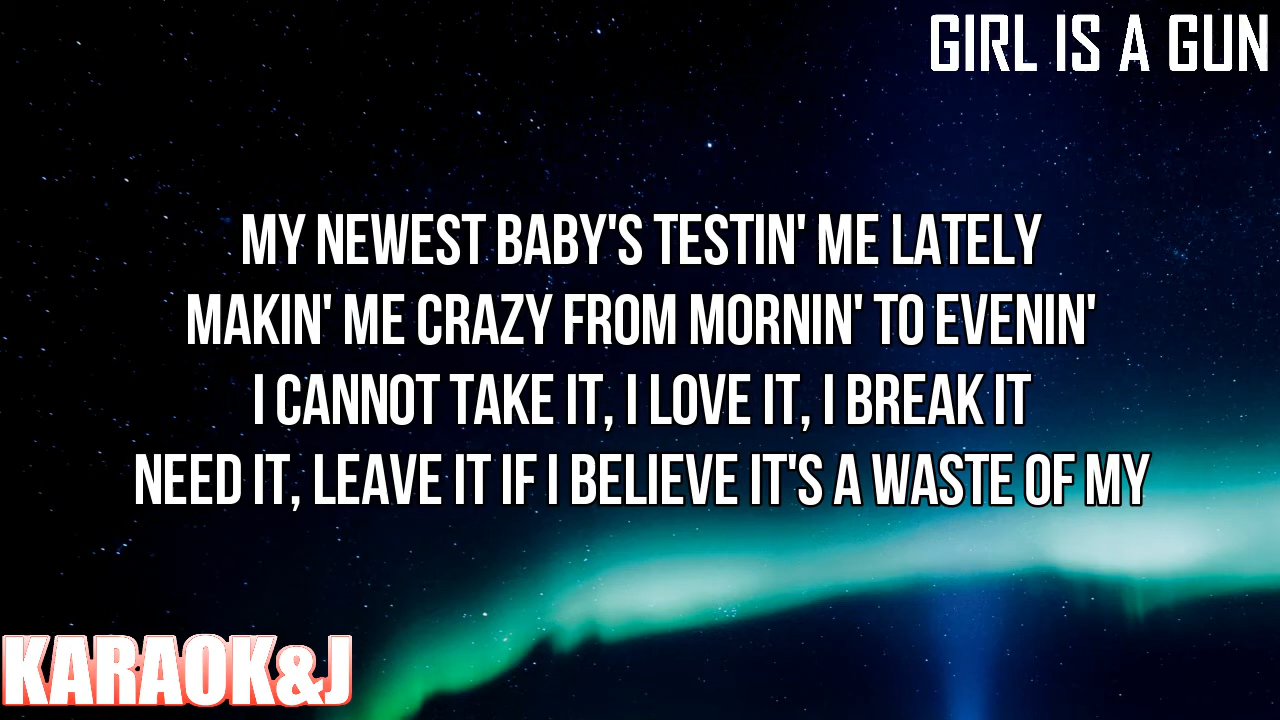 GIRL IS A GUN
MY NEWEST BABY'S TESTIN' ME LATELY
MAKIN' ME CRAZY FROM MORNIN' TO EVENIN'
I CANNOT TAKE IT, I LOVE IT, I BREAK IT
NEED IT, LEAVE IT IF I BELIEVE IT'S A WASTE OF MY
KARAOK&J